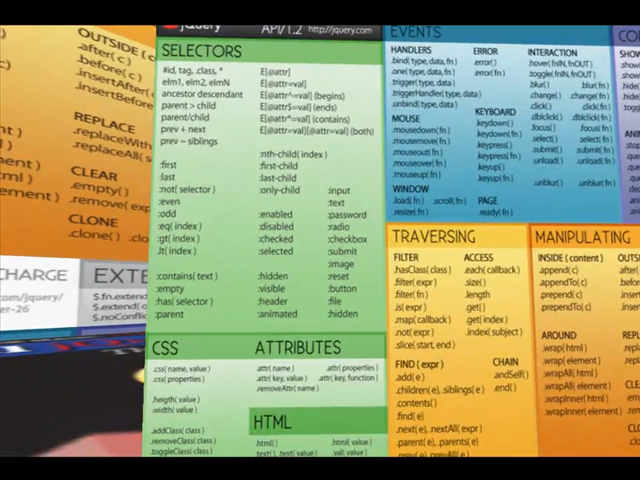 jQuery
API/1.2 http://jquery.com
OUTSIDE ( c
after( c )
.before( c )
.insertAfter(
.insertBefore
REPLACE
.replaceWith
.replaceAll( s
CLEAR
.empty( )
.remove( expr
CLONE
.clone( ) .clo
CHARGE
.com/jquery/
er-26
EXTE
$.fn.extend
$.extend( o
$.noConflic
SELECTORS
#id, tag, .class, *
elm1, elm2, elmN
ancestor descendant
parent > child
parent/child
prev + next
prev ~ siblings
E[@attr]
E[@attr=val]
E[@attr^=val] (begins)
E[@attr$=val] (ends)
E[@attr*=val] (contains)
E[@attr=val][@attr=val] (both)
:first
:last
:not( selector )
:even
:odd
:eq( index )
:gt( index )
:lt( index )
:nth-child( index )
:first-child
:last-child
:only-child
:enabled
:disabled
:checked
:selected
:input
:text
:password
:radio
:checkbox
:submit
:image
:reset
:button
:file
:hidden
:contains( text )
:empty
:has( selector )
:parent
:hidden
:visible
:header
:animated
CSS
.css( name, value )
.css( properties )
.heigth( value )
.width( value )
.addClass( class )
.removeClass( class )
.toggleClass( class )
ATTRIBUTES
.attr( name )
.attr( key, value )
.removeAttr( name )
.attr( properties )
.attr( key, function )
HTML
.html( )
.text( ), .text( value )
.html( value )
.val( value )
EVENTS
HANDLERS
.bind( type, data, fn )
.one( type, data, fn )
.trigger( type, data )
.triggerHandler( type, data )
.unbind( type, data )
ERROR
.error( )
.error( fn )
INTERACTION
.hover( fnIN, fnOUT )
.toggle( fnIN, fnOUT )
.blur( ) .blur( fn )
.change( ) .change( fn )
.click( ) .click( fn )
.dblclick( ) .dblclick( fn )
.focus( ) .focus( fn )
.select( ) .select( fn )
.submit( ) .submit( fn )
.unload( ) .unload( fn )
.unblur( fn )
MOUSE
.mousedown( fn )
.mousemove( fn )
.mouseout( fn )
.mouseover( fn )
.mouseup( fn )
KEYBOARD
.keydown( )
.keydown( fn )
.keypress( )
.keypress( fn )
.keyup( )
.keyup( fn )
WINDOW
.load( fn) .scroll( fn )
.resize( fn )
PAGE
.ready( fn )
TRAVERSING
FILTER
.hasClass( class )
.filter( expr )
.filter( fn )
.is( expr )
.map( callback )
.not( expr )
.slice( start, end )
ACCESS
.each( callback )
.size( )
.length
.get( )
.get( index )
.index( subject )
FIND ( expr )
.add( e )
.children( e ), .siblings( e )
.contents( )
.find( e )
.next( e ), .nextAll( expr )
.parent( e ), .parents( e )
CHAIN
.andSelf( )
.end( )
MANIPULATING
INSIDE ( content )
.append( c )
.appendTo( c )
.prepend( c )
.prependTo( c )
AROUND
.wrap( html )
.wrap( element )
.wrapAll( html )
.wrapAll( element )
.wrapInner( html )
.wrapInner( element )